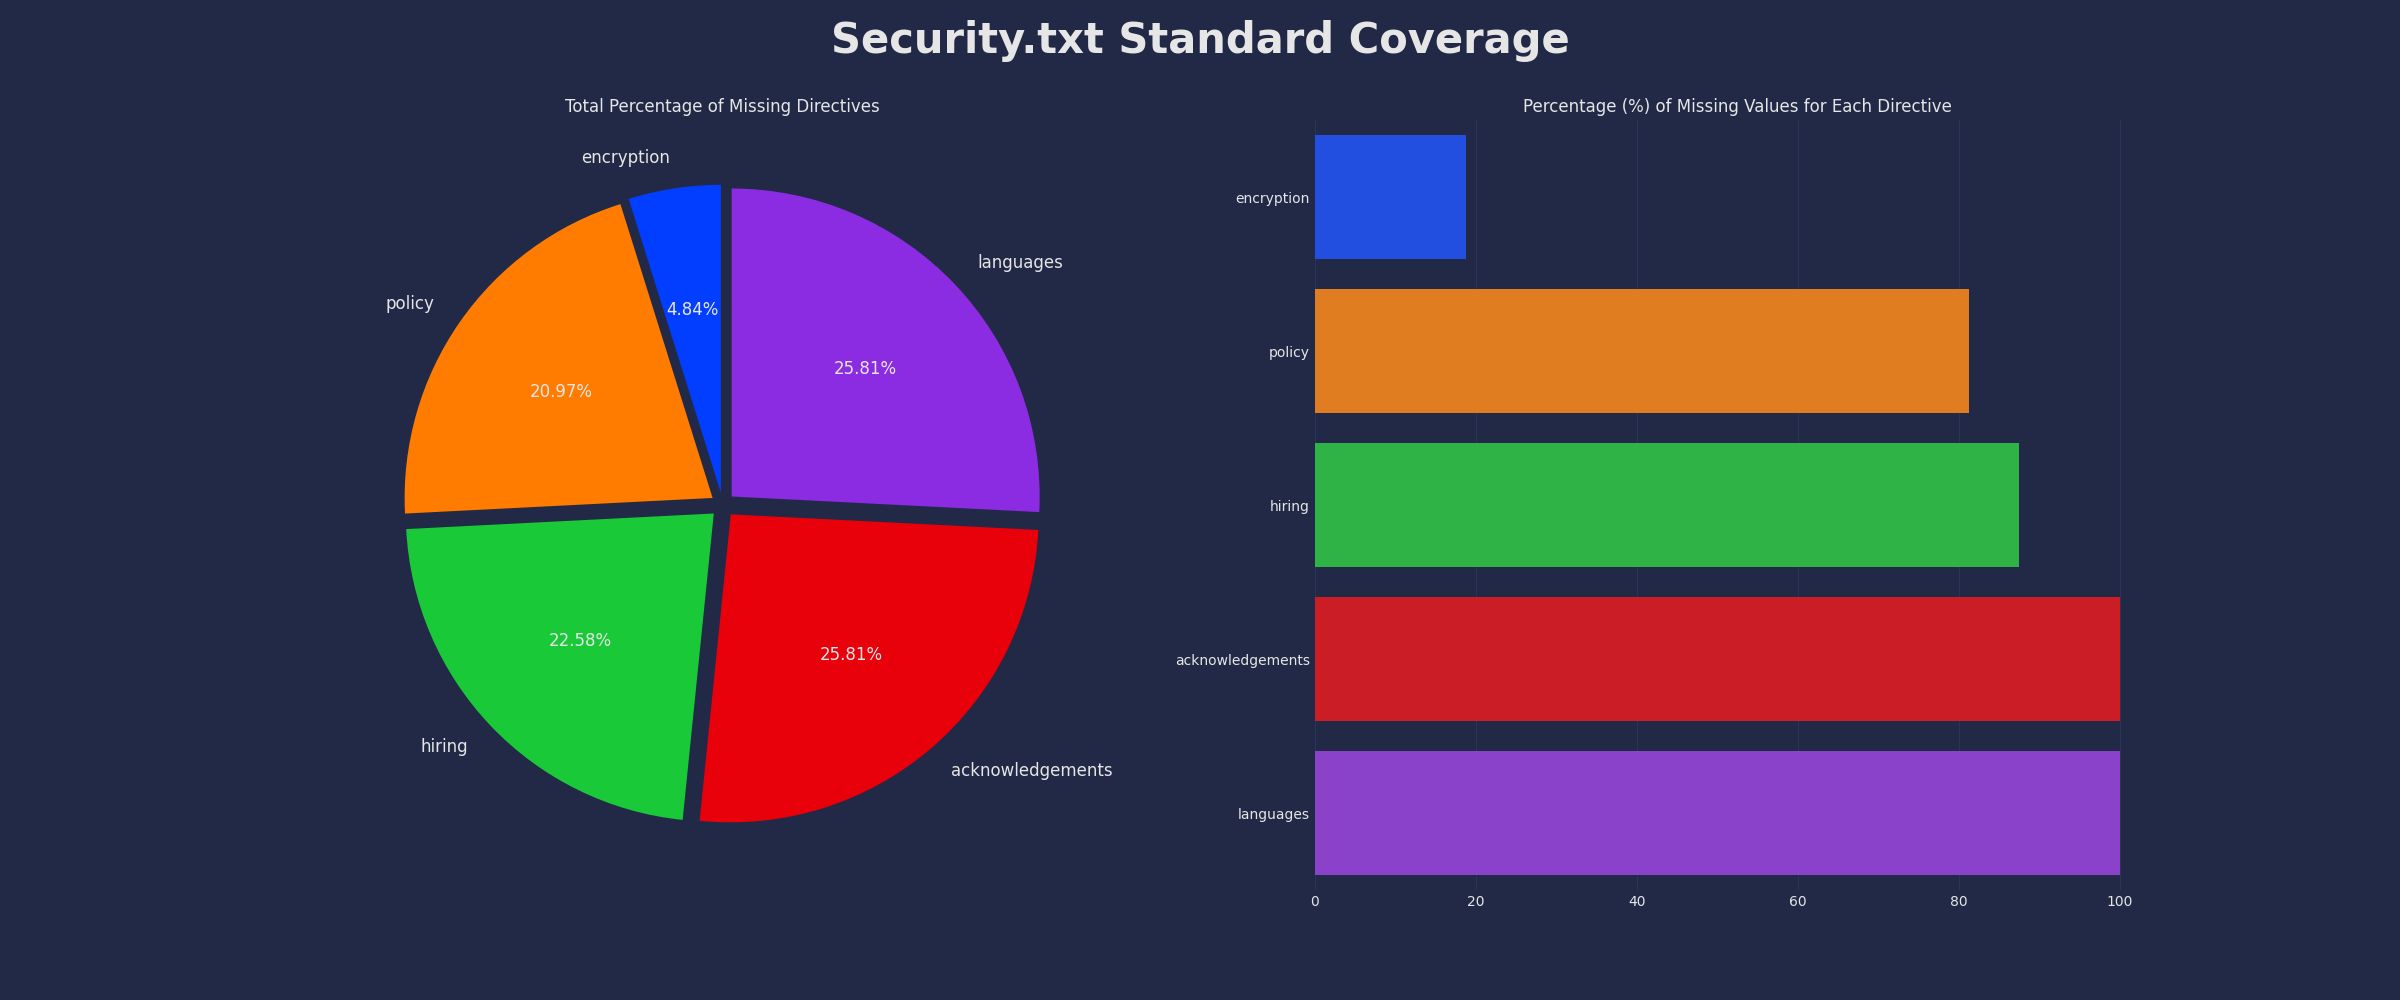 Security.txt Standard Coverage
Total Percentage of Missing Directives
encryption
policy
hiring
acknowledgements
languages
4.84%
20.97%
22.58%
25.81%
25.81%
Percentage (%) of Missing Values for Each Directive
encryption
policy
hiring
acknowledgements
languages
0 20 40 60 80 100